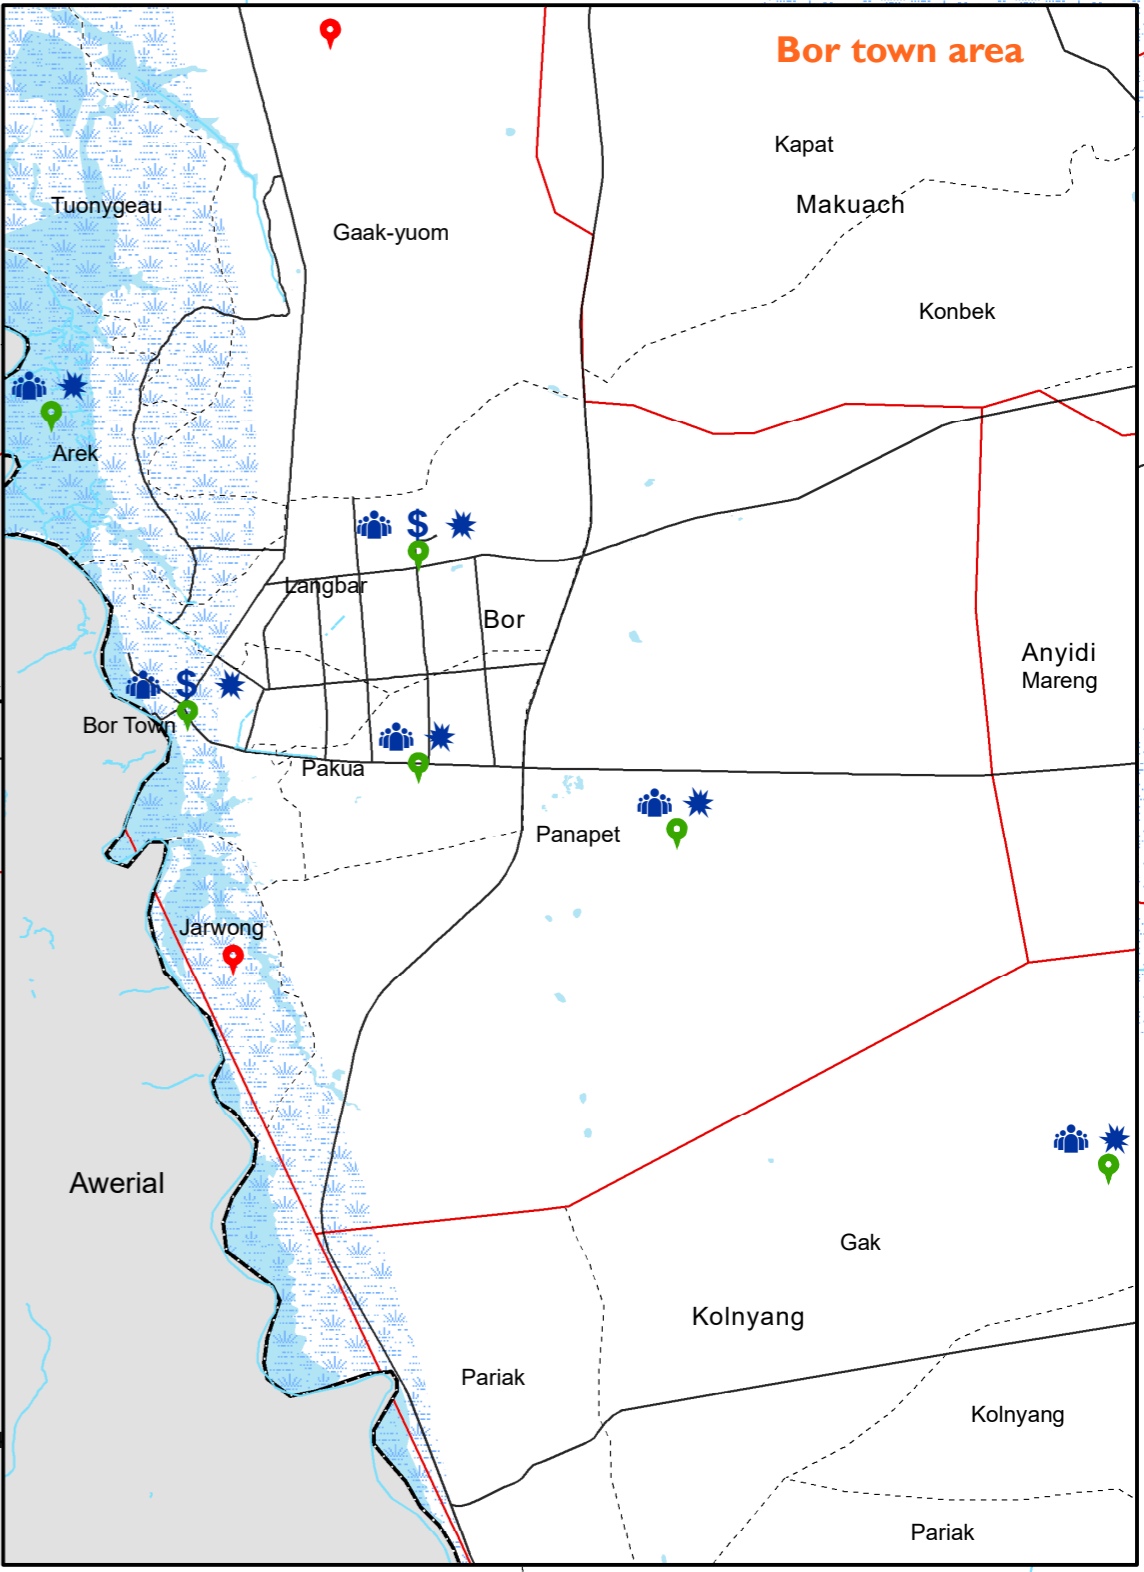 Bor town area
Kapat
Makuach
Tuonygeau
Gaak-yuom
Konbek
Arek
$
Langbar
Bor
Anyidi
Mareng
$
Bor Town
Pakua
Panapet
Jarwong
Awerial
Gak
Kolnyang
Pariak
Kolnyang
Pariak